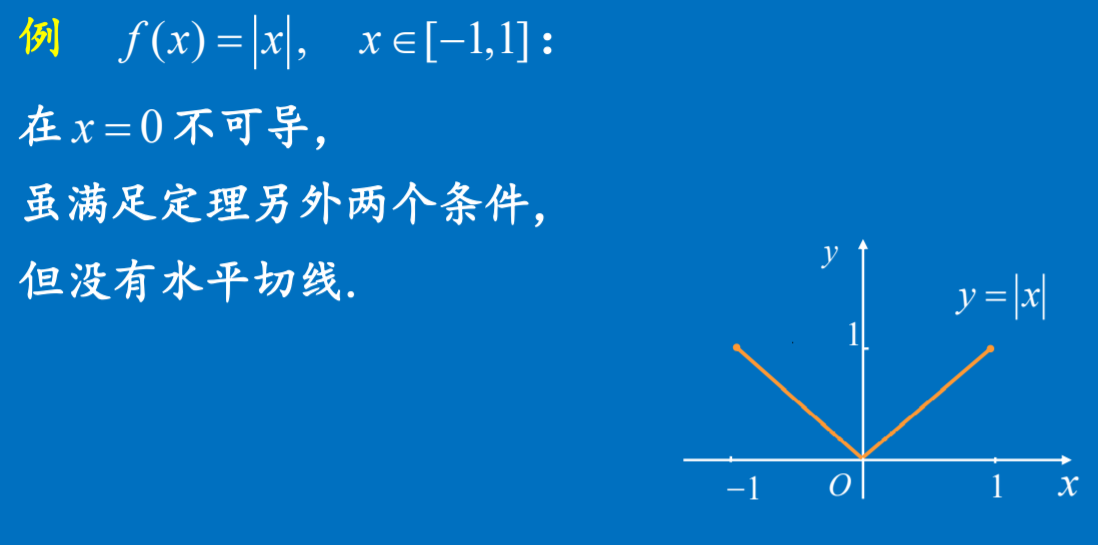 例 f(x)=|x|, x∈[−1,1]：
在x=0不可导，
虽满足定理另外两个条件，
但没有水平切线.
y
y=|x|
1
−1 O 1 x